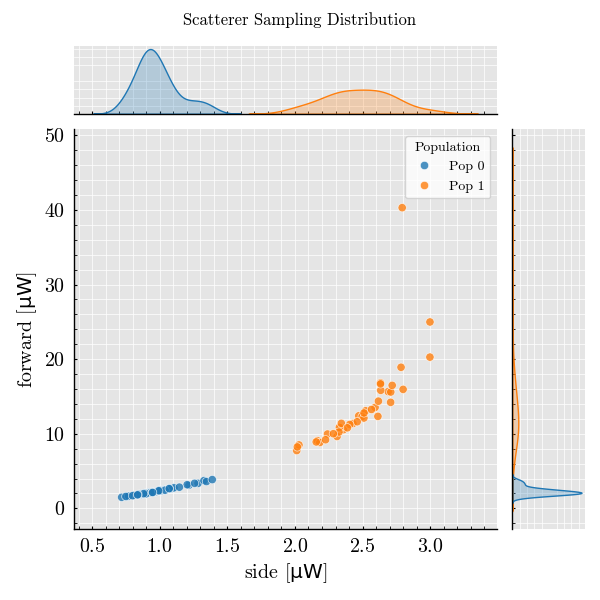 Scatterer Sampling Distribution
Population
Pop 0
Pop 1
50
40
30
20
10
0
forward [µW]
0.5 1.0 1.5 2.0 2.5 3.0
side [µW]